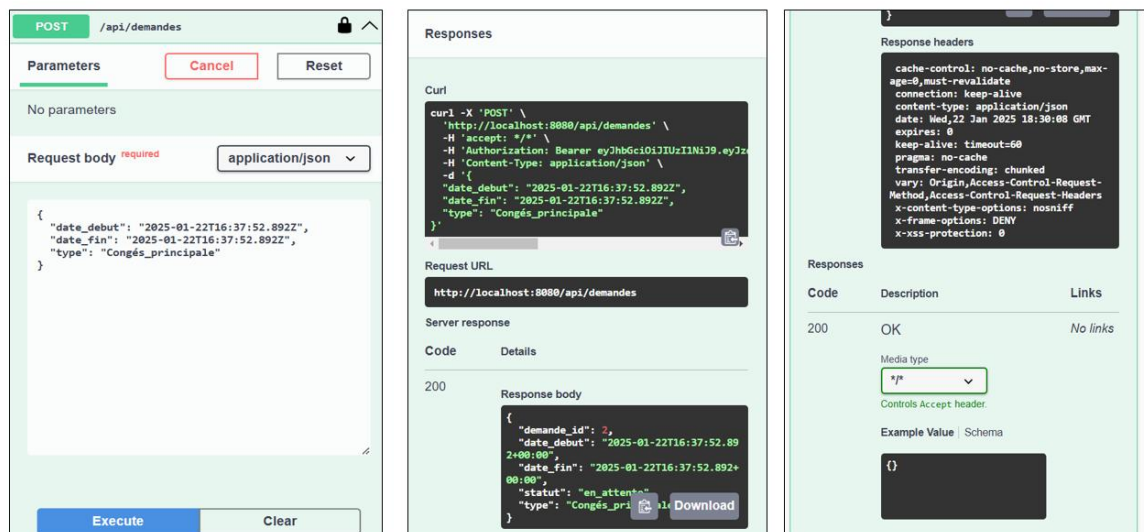 POST /api/demandes
Parameters Cancel Reset
No parameters
Request body required application/json
{
"date_debut": "2025-01-22T16:37:52.892Z",
"date_fin": "2025-01-22T16:37:52.892Z",
"type": "Congés_principale"
}
Execute Clear
Responses
Curl
curl -X 'POST' \
'http://localhost:8080/api/demandes' \
-H 'accept: */*' \
-H 'Authorization: Bearer
-H 'Content-Type: application/json' \
-d '{
"date_debut": "2025-01-22T16:37:52.892Z",
"date_fin": "2025-01-22T16:37:52.892Z",
"type": "Congés_principale"
}'
Request URL
http://localhost:8080/api/demandes
Server response
Code Details
200
Response body
{
"demande_id": 2,
"date_debut": "2025-01-22T16:37:52.89
2+00:00",
"date_fin": "2025-01-22T16:37:52.892+
00:00",
"statut": "en_attente"
"type":
Download
}
}
Response headers
cache-control: no-cache,no-store,max-
age=0,must-revalidate
connection: keep-alive
content-type: application/json
date: Wed,22 Jan 2025 18:30:08 GMT
expires: 0
keep-alive: timeout=60
pragma: no-cache
transfer-encoding: chunked
vary: Origin,Access-Control-Request-
Method,Access-Control-Request-Headers
x-content-type-options: nosniff
x-frame-options: DENY
x-xss-protection: 0
Responses
Code Description Links
200 OK No links
Media type
*/*
Controls Accept header.
Example Value Schema
{}